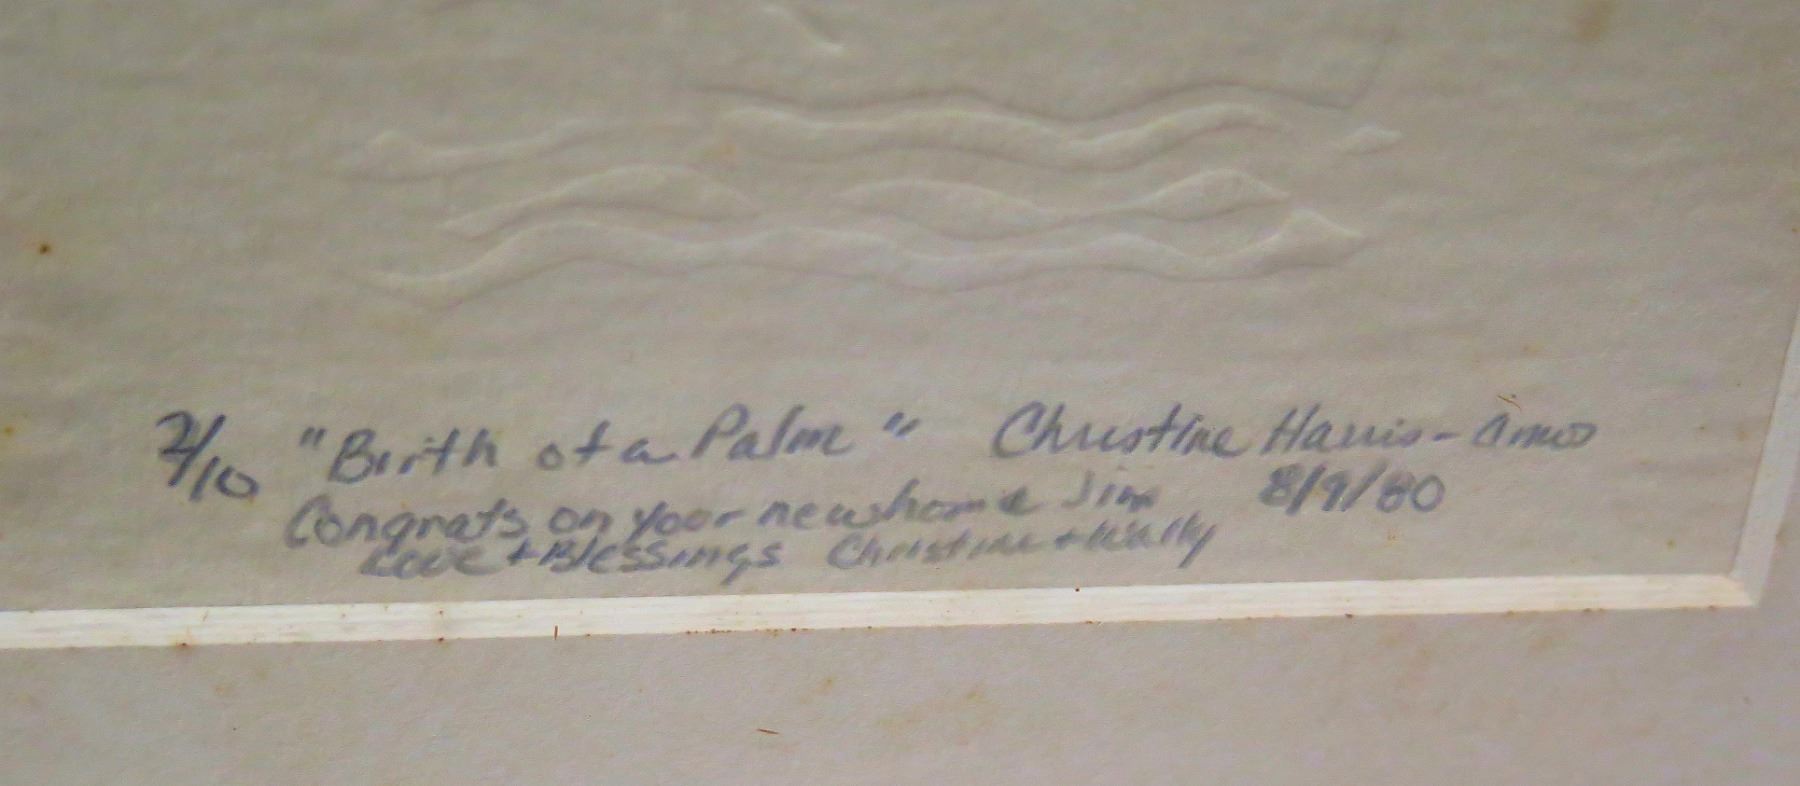 2/10 "Birth of a Palm" Christine Harris-Amos 8/9/80
Congrats on your new home Jim
Love + Blessings Christine + Wally